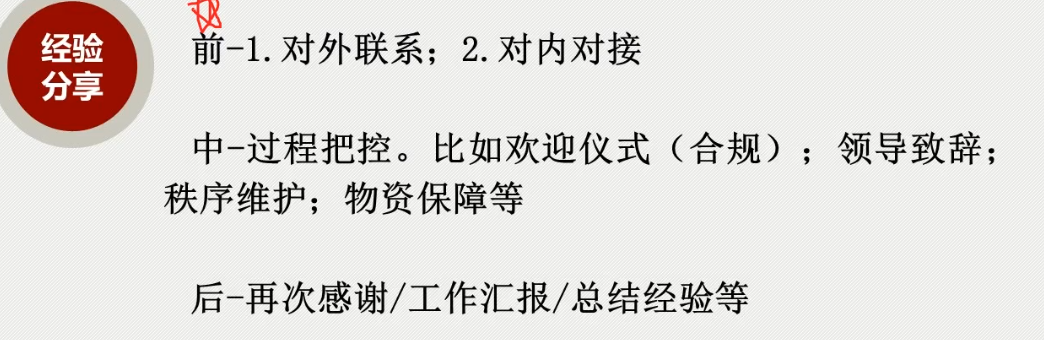 经验
分享
前-1.对外联系；2.对内对接
中-过程把控。比如欢迎仪式（合规）；领导致辞；
秩序维护；物资保障等
后-再次感谢/工作汇报/总结经验等